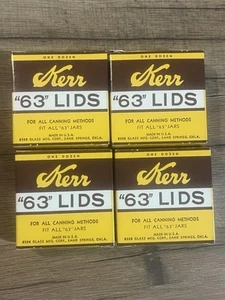 ONE DOZEN
Kerr
"63" LIDS
FOR ALL CANNING METHODS
FIT ALL "63" JARS
MADE IN U.S.A.
KERR GLASS MFG. CORP., SAND SPRINGS, OKLA.
ONE DOZEN
Kerr
"63" LIDS
FOR ALL CANNING METHODS
FIT ALL "63" JARS
MADE IN U.S.A.
KERR GLASS MFG. CORP., SAND SPRINGS, OKLA.
ONE DOZEN
Kerr
"63" LIDS
FOR ALL CANNING METHODS
FIT ALL "63" JARS
MADE IN U.S.A.
KERR GLASS MFG. CORP., SAND SPRINGS, OKLA.
ONE DOZEN
Kerr
"63" LIDS
FOR ALL CANNING METHODS
FIT ALL "63" JARS
MADE IN U.S.A.
KERR GLASS MFG. CORP., SAND SPRINGS, OKLA.